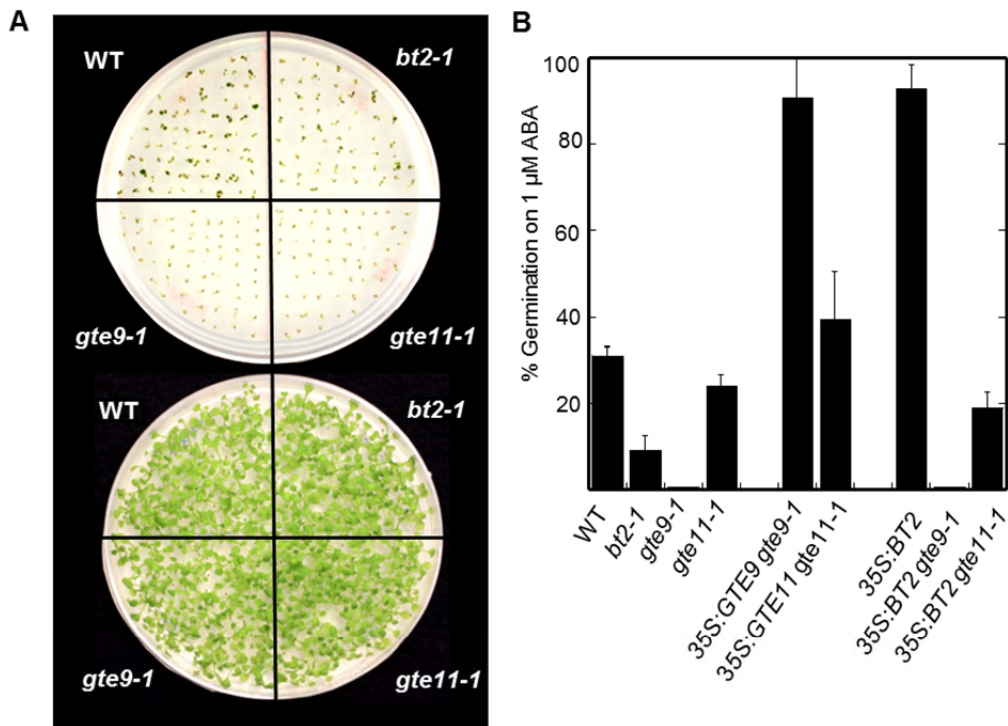 A
WT
bt2-1
gte9-1
gte11-1
WT
bt2-1
gte9-1
gte11-1
B
% Germination on 1 µM ABA
100
80
60
40
20
WT
bt2-1
gte9-1
gte11-1
35S:GTE9 gte9-1
35S:GTE11 gte11-1
35S:BT2
35S:BT2 gte9-1
35S:BT2 gte11-1